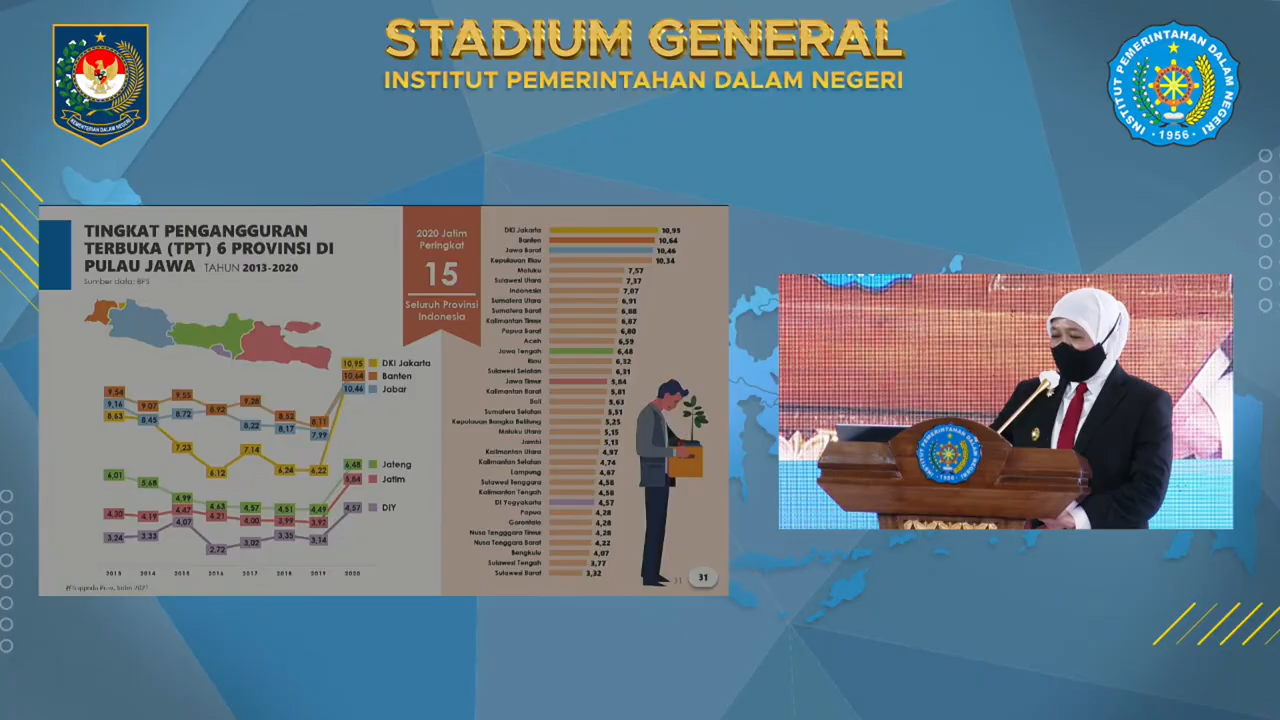 STADIUM GENERAL
INSTITUT PEMERINTAHAN DALAM NEGERI
KEMENTERIAN DALAM NEGERI
INSTITUT PEMERINTAHAN DALAM NEGERI
· 1956 ·
TINGKAT PENGANGGURAN
TERBUKA (TPT) 6 PROVINSI DI
PULAU JAWA TAHUN 2013-2020
Sumber data: BPS
2020 Jatim
Peringkat
15
Seluruh Provinsi
Indonesia
10,95 DKI Jakarta
10,64 Banten
10,46 Jabar
6,48 Jateng
5,84 Jatim
4,57 DIY
9,54 9,07 9,55 8,92 9,28 8,52 8,11
9,16 8,45 8,72 8,22 8,17 7,99
8,63 7,23 6,12 7,14 6,24 6,22
6,01 5,68 4,99 4,63 4,57 4,51 4,49
4,30 4,19 4,47 4,21 4,00 3,99 3,92
3,24 3,33 4,07 2,72 3,02 3,35 3,14
2013 2014 2015 2016 2017 2018 2019 2020
DKI Jakarta 10,95
Banten 10,64
Jawa Barat 10,46
Kepulauan Riau 10,34
Maluku 7,57
Sulawesi Utara 7,37
Indonesia 7,07
Sumatera Utara 6,91
Sumatera Barat 6,88
Kalimantan Timur 6,87
Papua Barat 6,80
Aceh 6,59
Jawa Tengah 6,48
Riau 6,32
Sulawesi Selatan 6,31
Jawa Timur 5,84
Kalimantan Barat 5,81
Bali 5,63
Sumatera Selatan 5,51
Kepulauan Bangka Belitung 5,25
Maluku Utara 5,15
Jambi 5,13
Kalimantan Utara 4,97
Kalimantan Selatan 4,74
Lampung 4,67
Sulawesi Tenggara 4,58
Kalimantan Tengah 4,58
DI Yogyakarta 4,57
Papua 4,28
Gorontalo 4,28
Nusa Tenggara Timur 4,28
Nusa Tenggara Barat 4,22
Bengkulu 4,07
Sulawesi Tengah 3,77
Sulawesi Barat 3,32
31 31
1956